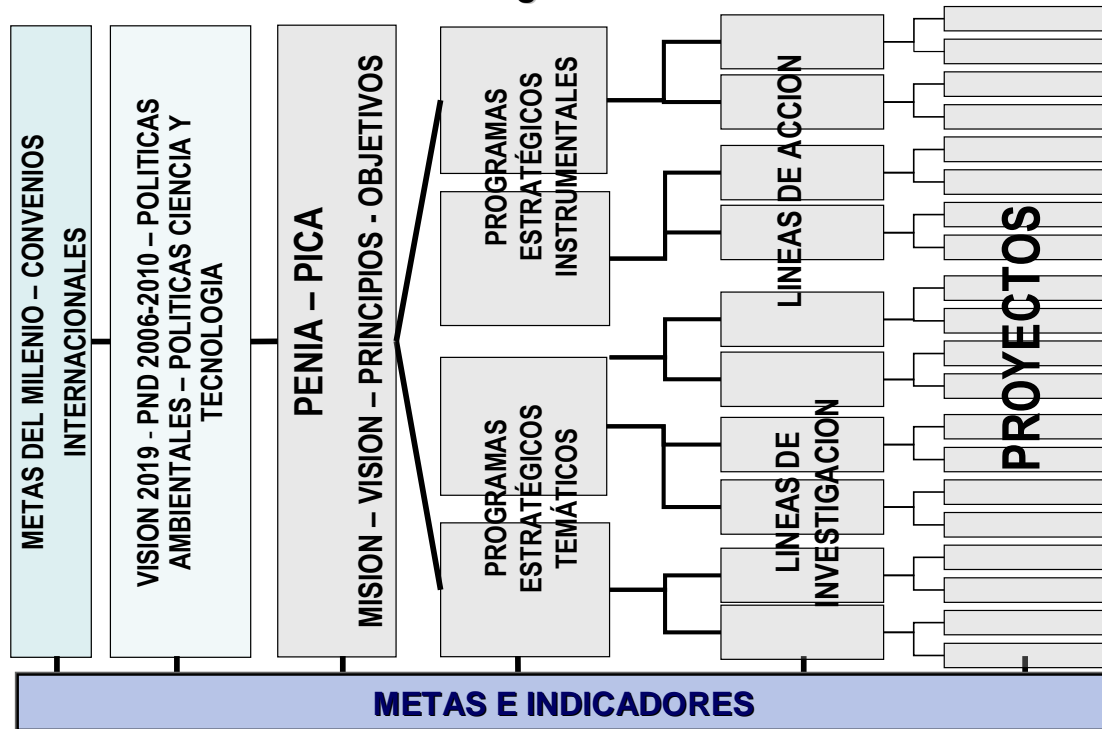 METAS DEL MILENIO – CONVENIOS
INTERNACIONALES
VISION 2019 - PND 2006-2010 – POLITICAS
AMBIENTALES – POLITICAS CIENCIA Y
TECNOLOGIA
PENIA – PICA
MISION – VISION – PRINCIPIOS - OBJETIVOS
PROGRAMAS
ESTRATÉGICOS
INSTRUMENTALES
PROGRAMAS
ESTRATÉGICOS
TEMÁTICOS
LINEAS DE ACCION
LINEAS DE
INVESTIGACION
PROYECTOS
METAS E INDICADORES